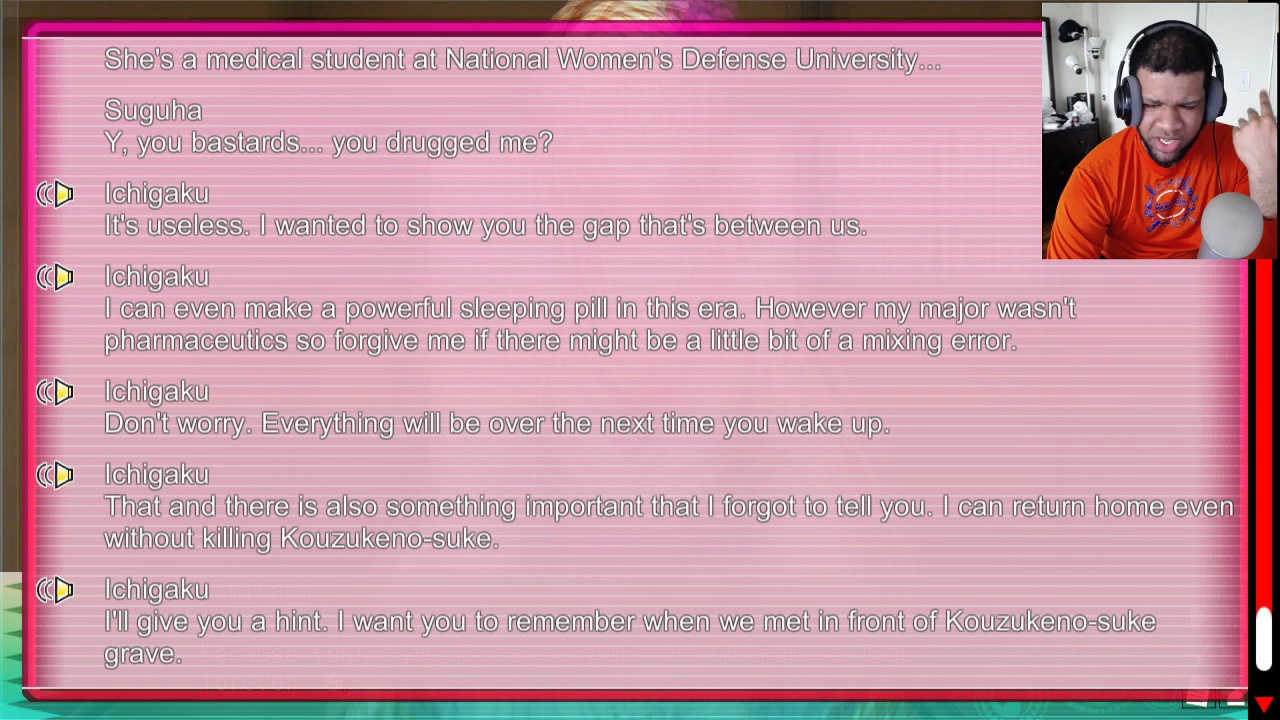 She's a medical student at National Women's Defense University...
Suguha
Y, you bastards... you drugged me?
Ichigaku
It's useless. I wanted to show you the gap that's between us.
Ichigaku
I can even make a powerful sleeping pill in this era. However my major wasn't
pharmaceutics so forgive me if there might be a little bit of a mixing error.
Ichigaku
Don't worry. Everything will be over the next time you wake up.
Ichigaku
That and there is also something important that I forgot to tell you. I can return home even
without killing Kouzukeno-suke.
Ichigaku
I'll give you a hint. I want you to remember when we met in front of Kouzukeno-suke
grave.